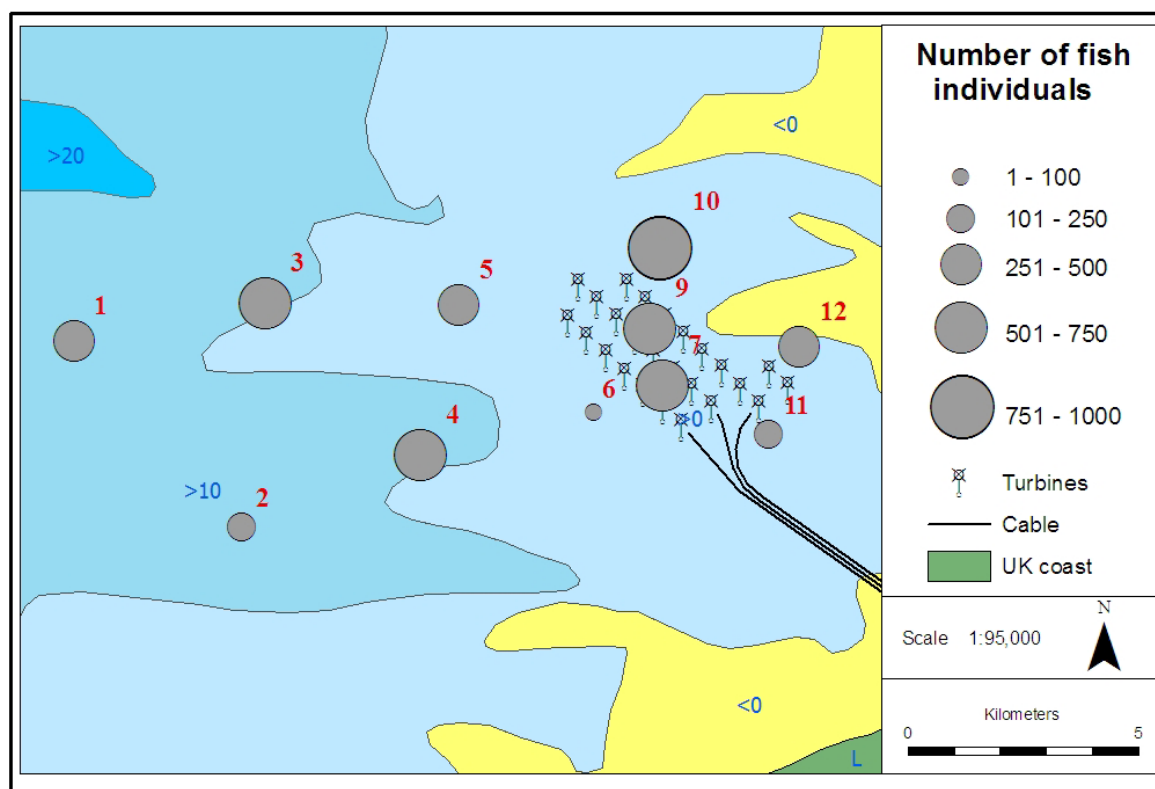 Number of fish
individuals
1 - 100
101 - 250
251 - 500
501 - 750
751 - 1000
Turbines
Cable
UK coast
N
Scale 1:95,000
Kilometers
0 5
<0
>20
10
3
5
9
1
12
7
6
11
>0
4
>10
2
<0
L